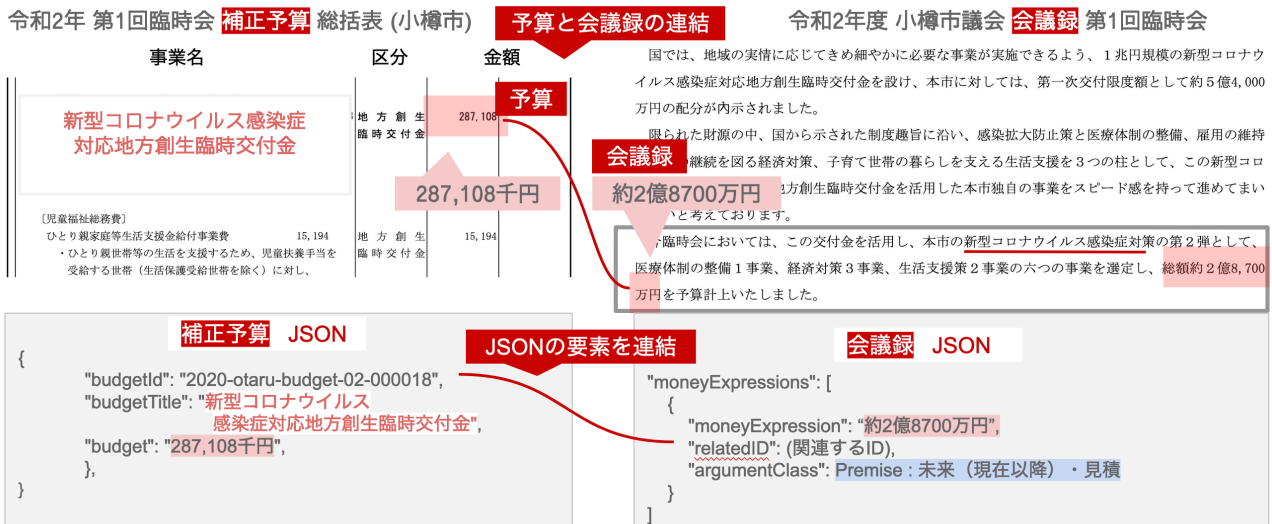 令和2年 第1回臨時会 補正予算 総括表 (小樽市)
予算と会議録の連結
令和2年度 小樽市議会 会議録 第1回臨時会
事業名 区分 金額
新型コロナウイルス感染症
対応地方創生臨時交付金
地方創生 287,108
臨時交付金
予算
287,108千円
〔児童福祉総務費〕
ひとり親家庭等生活支援金給付事業費 15,194 地方創生 15,194
・ひとり親世帯等の生活を支援するため、児童扶養手当を 臨時交付金
受給する世帯（生活保護受給世帯を除く）に対し、
国では、地域の実情に応じてきめ細やかに必要な事業が実施できるよう、1兆円規模の新型コロナウ
イルス感染症対応地方創生臨時交付金を設け、本市に対しては、第一次交付限度額として約5億4,000
万円の配分が内示されました。
限られた財源の中、国から示された制度趣旨に沿い、感染拡大防止策と医療体制の整備、雇用の維持
会議録
の継続を図る経済対策、子育て世帯の暮らしを支える生活支援を3つの柱として、この新型コロ
約2億8700万円
地方創生臨時交付金を活用した本市独自の事業をスピード感を持って進めてまい
いと考えております。
今臨時会においては、この交付金を活用し、本市の新型コロナウイルス感染症対策の第2弾として、
医療体制の整備1事業、経済対策3事業、生活支援策2事業の六つの事業を選定し、総額約2億8,700
万円を予算計上いたしました。
補正予算 JSON
{
"budgetId": "2020-otaru-budget-02-000018",
"budgetTitle": "新型コロナウイルス
感染症対応地方創生臨時交付金",
"budget": "287,108千円",
},
}
JSONの要素を連結
会議録 JSON
"moneyExpressions": [
{
"moneyExpression": “約2億8700万円”,
"relatedID": (関連するID),
"argumentClass": Premise : 未来（現在以降）・見積
}
]